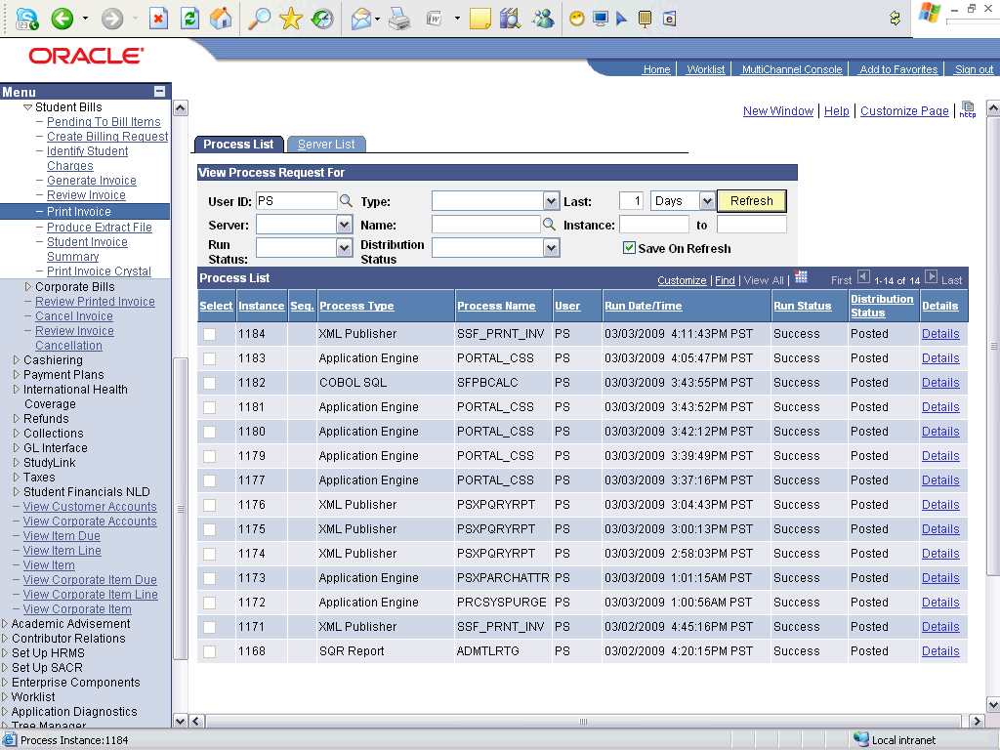 ORACLE®
Home Worklist MultiChannel Console Add to Favorites Sign out
Menu
Student Bills
Pending To Bill Items
Create Billing Request
Identify Student
Charges
Generate Invoice
Review Invoice
Print Invoice
Produce Extract File
Student Invoice
Summary
Print Invoice Crystal
Corporate Bills
Review Printed Invoice
Cancel Invoice
Review Invoice
Cancellation
Cashiering
Payment Plans
International Health
Coverage
Refunds
Collections
GL Interface
StudyLink
Taxes
Student Financials NLD
View Customer Accounts
View Corporate Accounts
View Item Due
View Item Line
View Item
View Corporate Item Due
View Corporate Item Line
View Corporate Item
Academic Advisement
Contributor Relations
Set Up HRMS
Set Up SACR
Enterprise Components
Worklist
Application Diagnostics
Tree Manager
New Window | Help | Customize Page | http
Process List Server List
View Process Request For
User ID: PS Type: Last: 1 Days Refresh
Server: Name: Instance: to
Run Status: Distribution Status Save On Refresh
Process List Customize | Find | View All | First 1-14 of 14 Last
Select Instance Seq. Process Type Process Name User Run Date/Time Run Status Distribution Status Details
1184 XML Publisher SSF_PRNT_INV PS 03/03/2009 4:11:43PM PST Success Posted Details
1183 Application Engine PORTAL_CSS PS 03/03/2009 4:05:47PM PST Success Posted Details
1182 COBOL SQL SFPBCALC PS 03/03/2009 3:43:55PM PST Success Posted Details
1181 Application Engine PORTAL_CSS PS 03/03/2009 3:43:52PM PST Success Posted Details
1180 Application Engine PORTAL_CSS PS 03/03/2009 3:42:12PM PST Success Posted Details
1179 Application Engine PORTAL_CSS PS 03/03/2009 3:39:49PM PST Success Posted Details
1177 Application Engine PORTAL_CSS PS 03/03/2009 3:37:16PM PST Success Posted Details
1176 XML Publisher PSXPQRYRPT PS 03/03/2009 3:04:43PM PST Success Posted Details
1175 XML Publisher PSXPQRYRPT PS 03/03/2009 3:00:13PM PST Success Posted Details
1174 XML Publisher PSXPQRYRPT PS 03/03/2009 2:58:03PM PST Success Posted Details
1173 Application Engine PSXPARCHATTR PS 03/03/2009 1:01:15AM PST Success Posted Details
1172 Application Engine PRCSYSPURGE PS 03/03/2009 1:00:56AM PST Success Posted Details
1171 XML Publisher SSF_PRNT_INV PS 03/02/2009 4:45:16PM PST Success Posted Details
1168 SQR Report ADMTLRTG PS 03/02/2009 4:20:15PM PST Success Posted Details
Process Instance:1184 Local intranet